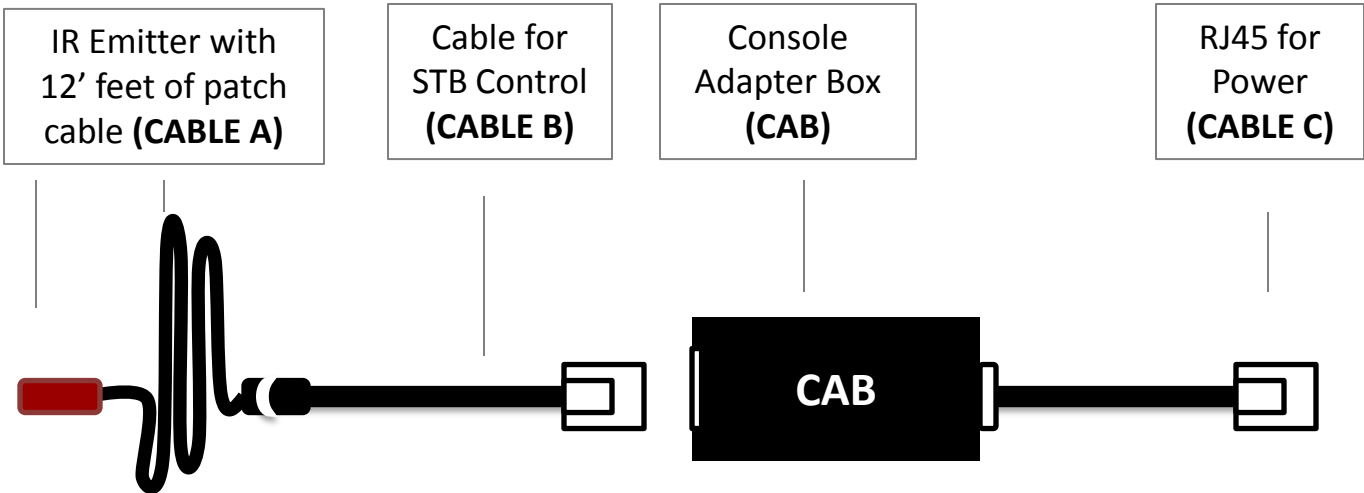 IR Emitter with
12’ feet of patch
cable (CABLE A)
Cable for
STB Control
(CABLE B)
Console
Adapter Box
(CAB)
RJ45 for
Power
(CABLE C)
CAB